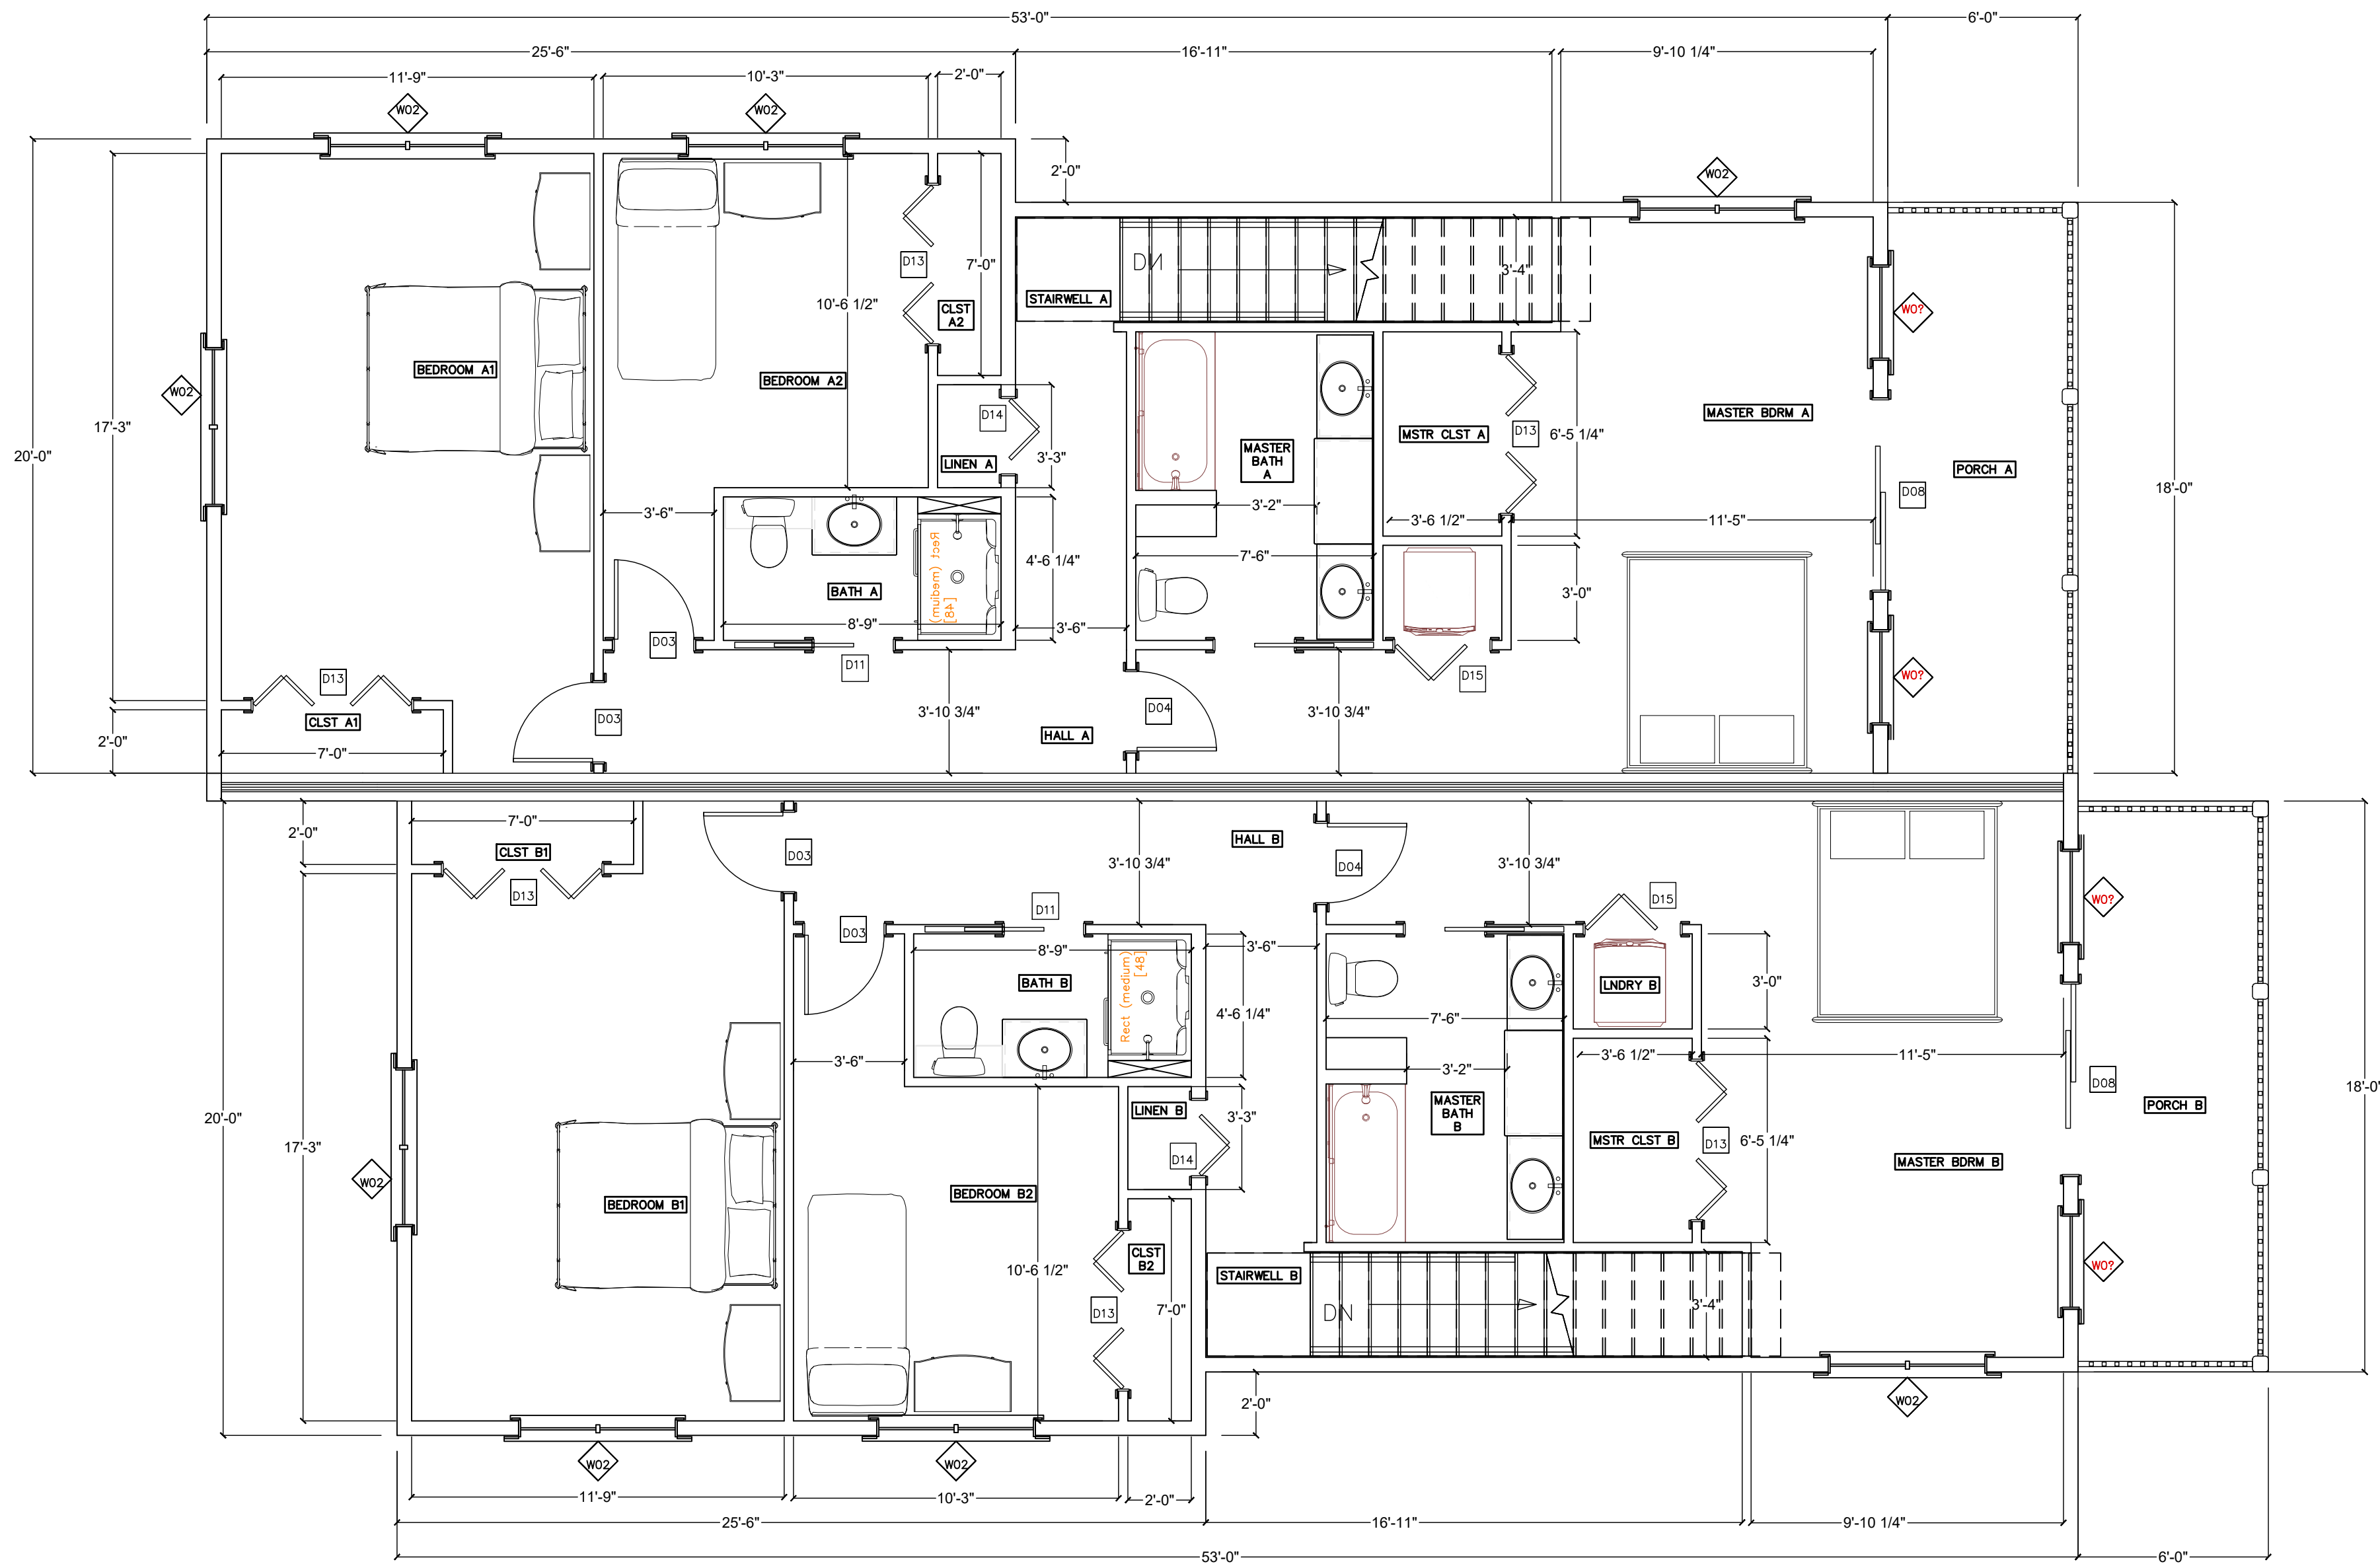 53'-0"
6'-0"
25'-6"
16'-11"
9'-10 1/4"
11'-9"
10'-3"
2'-0"
W02
W02
2'-0"
W02
D13
7'-0"
DN
3'-4"
STAIRWELL A
10'-6 1/2"
CLST
A2
W0?
BEDROOM A1
BEDROOM A2
W02
D14
MASTER BDRM A
17'-3"
20'-0"
LINEN A
3'-3"
MASTER
BATH
A
MSTR CLST A
D13
6'-5 1/4"
PORCH A
18'-0"
D08
3'-6"
3'-2"
3'-6 1/2"
11'-5"
Rect (medium)
[48]
4'-6 1/4"
7'-6"
BATH A
3'-0"
8'-9"
3'-6"
D03
D11
D15
W0?
D13
CLST A1
D03
3'-10 3/4"
D04
3'-10 3/4"
HALL A
2'-0"
7'-0"
2'-0"
7'-0"
CLST B1
D03
3'-10 3/4"
HALL B
D04
3'-10 3/4"
D13
D03
D11
D15
W0?
8'-9"
3'-6"
BATH B
Rect (medium)
[48]
LNDRY B
3'-0"
4'-6 1/4"
7'-6"
3'-6"
3'-2"
3'-6 1/2"
11'-5"
D08
18'-0"
20'-0"
17'-3"
LINEN B
3'-3"
MASTER
BATH
B
MSTR CLST B
D13
6'-5 1/4"
PORCH B
D14
MASTER BDRM B
W02
BEDROOM B1
BEDROOM B2
CLST
B2
10'-6 1/2"
STAIRWELL B
W0?
D13
7'-0"
DN
3'-4"
2'-0"
W02
W02
W02
11'-9"
10'-3"
2'-0"
25'-6"
16'-11"
9'-10 1/4"
53'-0"
6'-0"